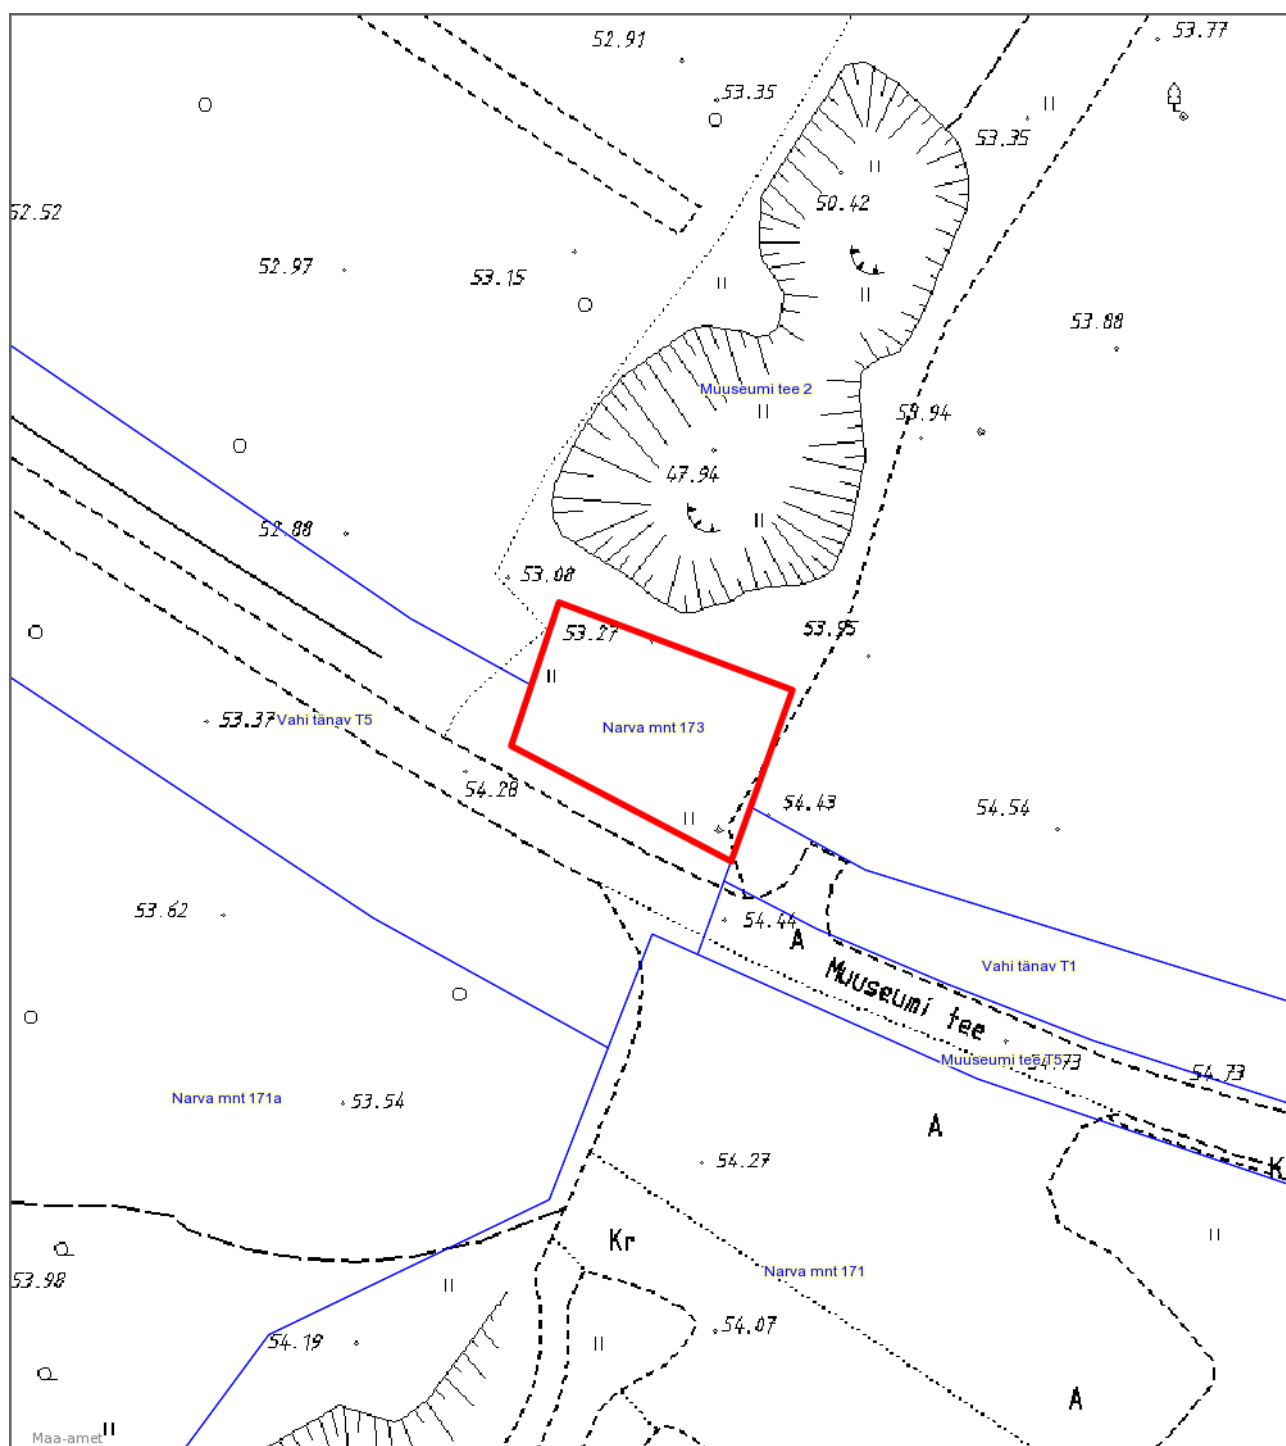 53.77
52.91
53.35
53.35
50.42
52.52
52.97
53.15
53.88
Muuseumi tee 2
53.94
47.94
52.88
53.08
53.27
53.95
53.37
Vahi tänav T5
Narva mnt 173
54.28
54.43
54.54
53.62
54.44
A
Vahi tänav T1
Muuseumi tee
Muuseumi tee T5
54.73
54.73
Narva mnt 171a
53.54
A
54.27
K
Kr
Narva mnt 171
53.98
54.19
54.07
A
Maa-amet